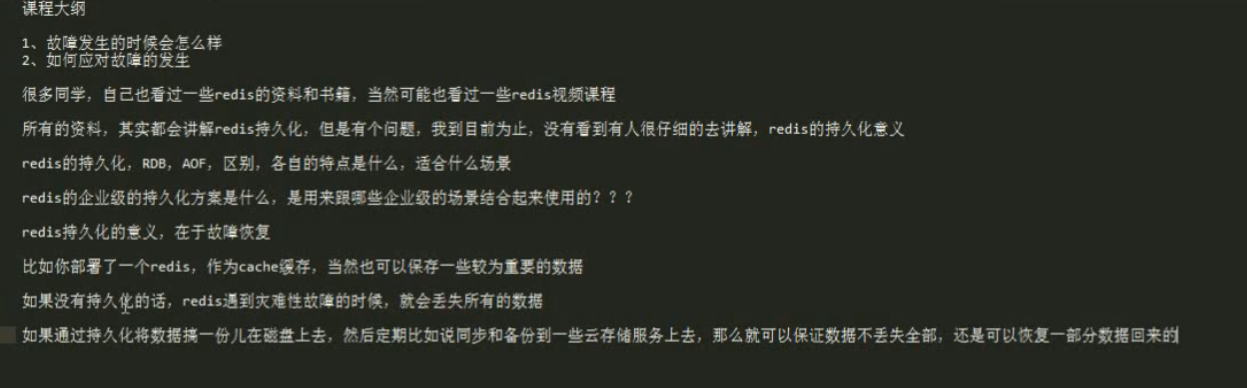 课程大纲
1、故障发生的时候会怎么样
2、如何应对故障的发生
很多同学，自己也看过一些redis的资料和书籍，当然可能也看过一些redis视频课程
所有的资料，其实都会讲解redis持久化，但是有个问题，我到目前为止，没有看到有人很仔细的去讲解，redis的持久化意义
redis的持久化，RDB，AOF，区别，各自的特点是什么，适合什么场景
redis的企业级的持久化方案是什么，是用来跟哪些企业级的场景结合起来使用的？？？
redis持久化的意义，在于故障恢复
比如你部署了一个redis，作为cache缓存，当然也可以保存一些较为重要的数据
如果没有持久化的话，redis遇到灾难性故障的时候，就会丢失所有的数据
如果通过持久化将数据搞一份儿在磁盘上去，然后定期比如说同步和备份到一些云存储服务上去，那么就可以保证数据不丢失全部，还是可以恢复一部分数据回来的